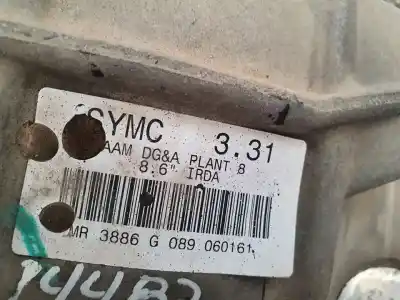 SYMC 3.31
AAM DG&A PLANT 8
8.6" IRDA
MR 3886 G 089 060161